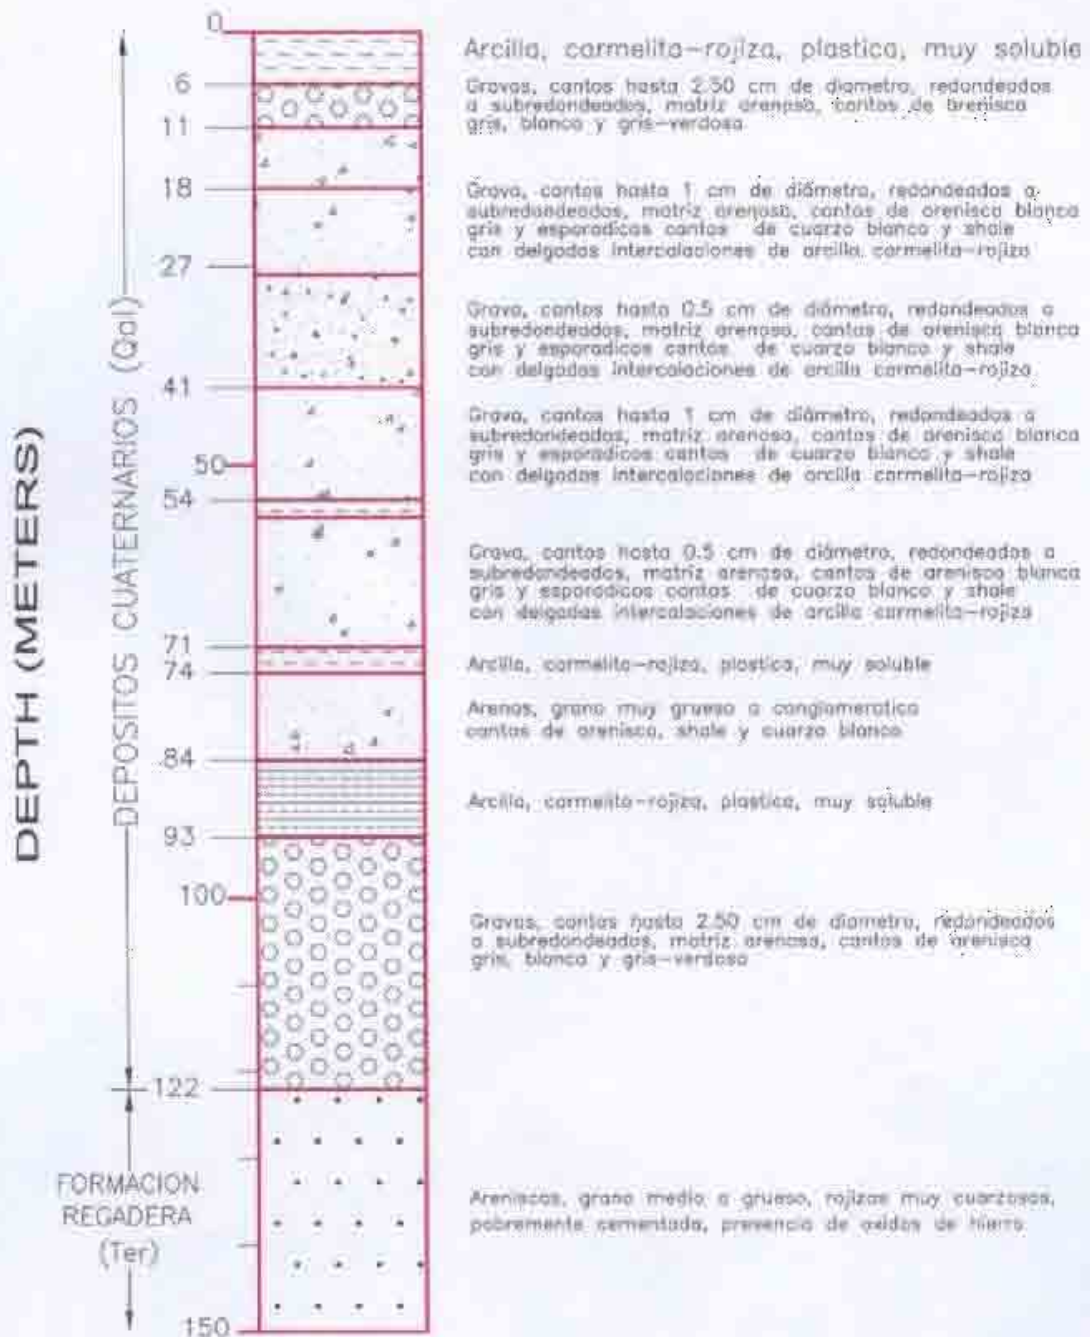 DEPTH (METERS)
DEPOSITOS CUATERNARIOS (Qal)
FORMACION
REGADERA
(Ter)
0
6
11
18
27
41
50
54
71
74
84
93
100
122
150
Arcilla, carmelita-rojiza, plastica, muy soluble
Gravas, cantos hasta 2.50 cm de diametro, redondeados
a subredondeados, matriz arenosa, cantos de arenisca
gris, blanca y gris-verdosa
Grava, cantos hasta 1 cm de diámetro, redondeados a
subredondeados, matriz arenosa, cantos de arenisca blanca
gris y esporadicos cantos de cuarzo blanco y shale
con delgadas intercalaciones de arcilla carmelita-rojiza
Grava, cantos hasta 0.5 cm de diámetro, redondeados a
subredondeados, matriz arenosa, cantos de arenisca blanca
gris y esporadicos cantos de cuarzo blanco y shale
con delgadas intercalaciones de arcilla carmelita-rojiza
Grava, cantos hasta 1 cm de diámetro, redondeados a
subredondeados, matriz arenosa, cantos de arenisca blanca
gris y esporadicos cantos de cuarzo blanco y shale
con delgadas intercalaciones de arcilla carmelita-rojiza
Grava, cantos hasta 0.5 cm de diámetro, redondeados a
subredondeados, matriz arenosa, cantos de arenisca blanca
gris y esporadicos cantos de cuarzo blanco y shale
con delgadas intercalaciones de arcilla carmelita-rojiza
Arcilla, carmelita-rojiza, plastica, muy soluble
Arenas, grano muy grueso a conglomeratica
cantos de arenisca, shale y cuarzo blanco
Arcilla, carmelita-rojiza, plastica, muy soluble
Gravas, cantos hasta 2.50 cm de diametro, redondeados
a subredondeados, matriz arenosa, cantos de arenisca
gris, blanca y gris-verdosa
Areniscas, grano medio a grueso, rojizas muy cuarzosas,
pobremente cementada, presencia de oxidos de hierro